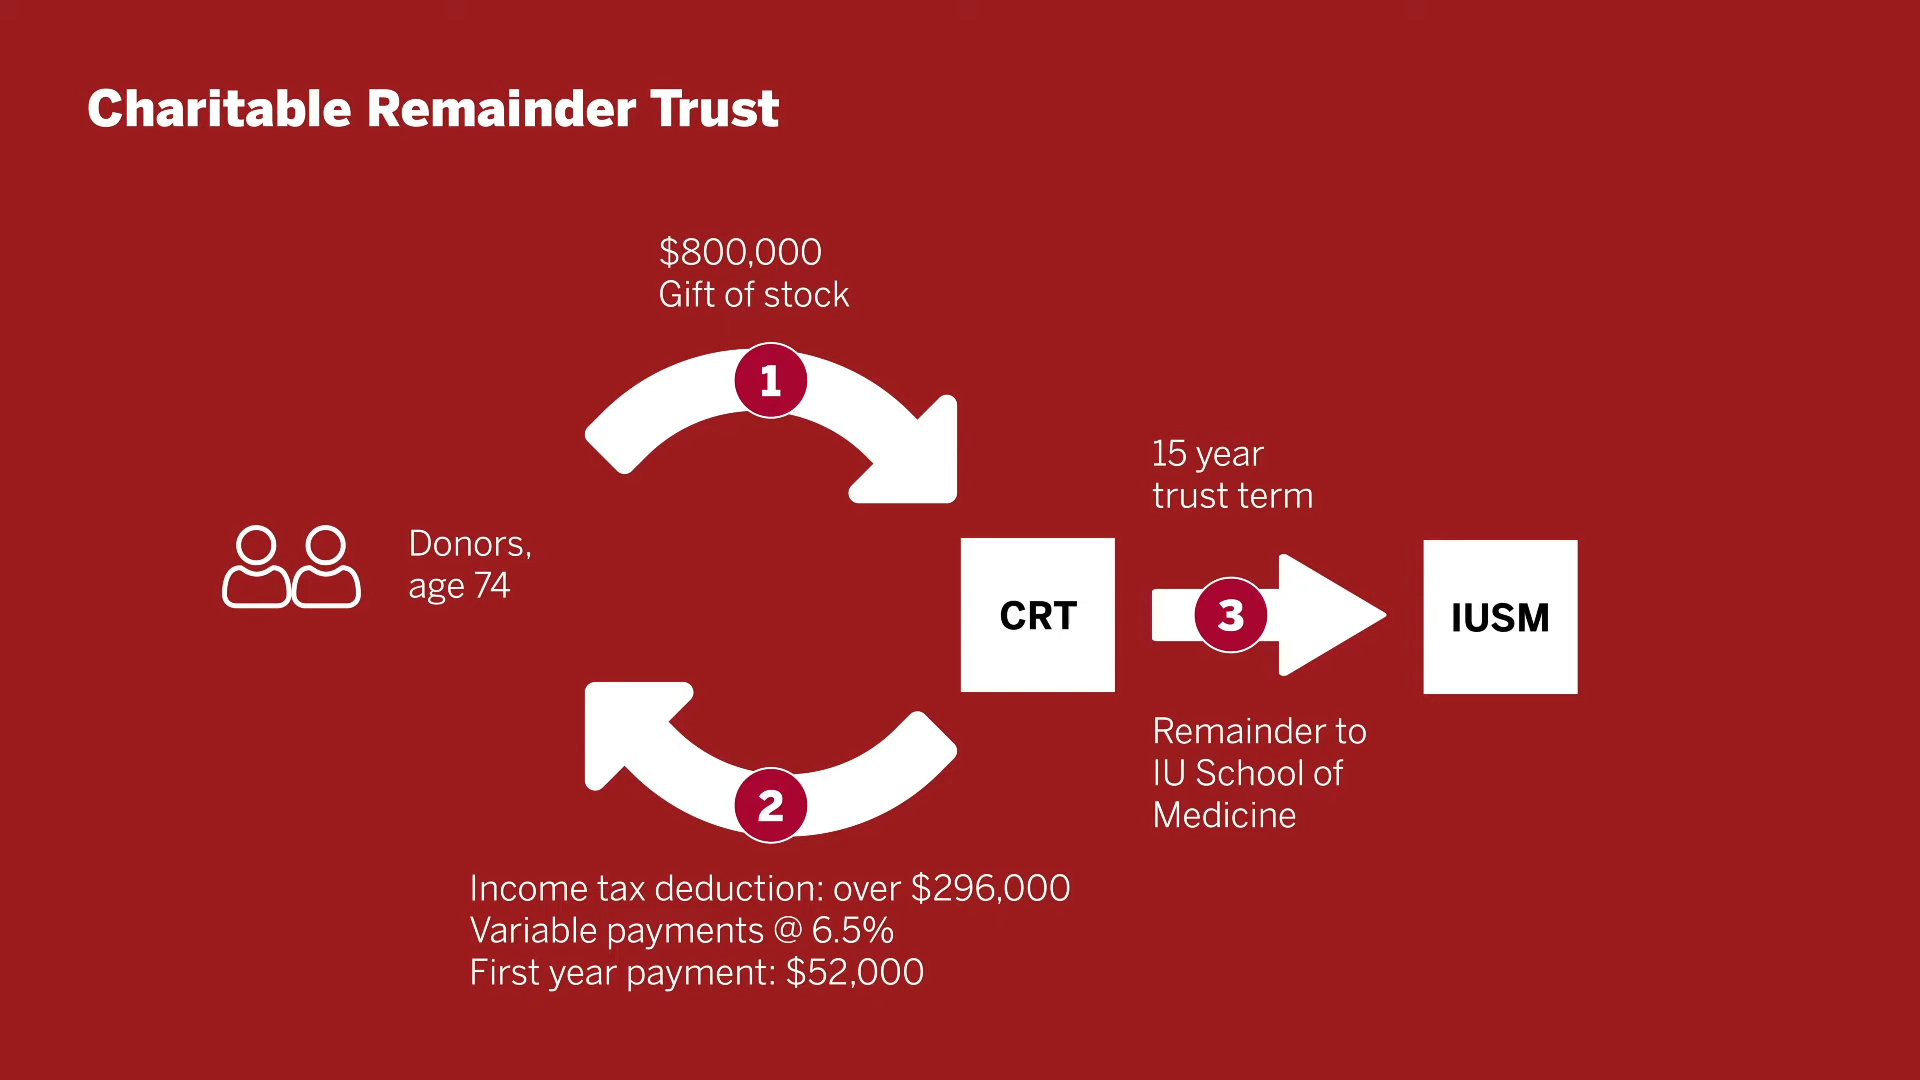 Charitable Remainder Trust
$800,000
Gift of stock
1
15 year
trust term
Donors,
age 74
CRT
3
IUSM
Remainder to
IU School of
Medicine
2
Income tax deduction: over $296,000
Variable payments @ 6.5%
First year payment: $52,000